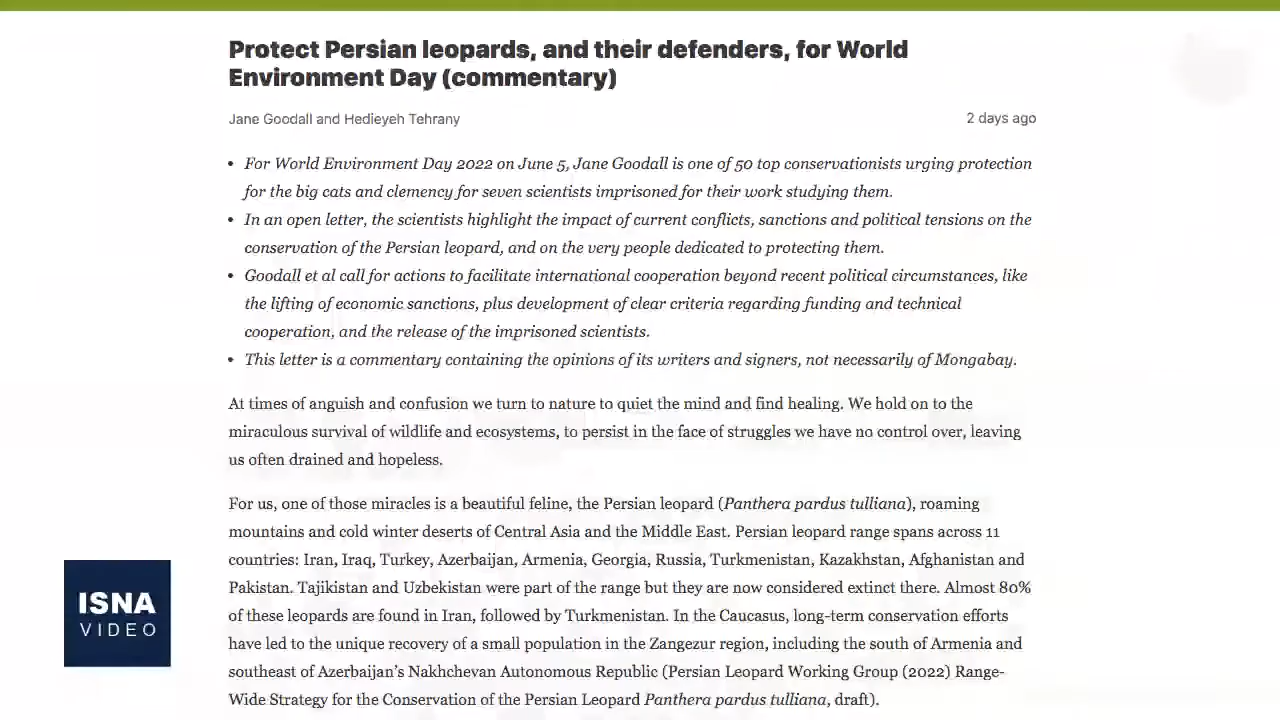 Protect Persian leopards, and their defenders, for World
Environment Day (commentary)
Jane Goodall and Hedieyeh Tehrany
2 days ago
• For World Environment Day 2022 on June 5, Jane Goodall is one of 50 top conservationists urging protection
for the big cats and clemency for seven scientists imprisoned for their work studying them.
• In an open letter, the scientists highlight the impact of current conflicts, sanctions and political tensions on the
conservation of the Persian leopard, and on the very people dedicated to protecting them.
• Goodall et al call for actions to facilitate international cooperation beyond recent political circumstances, like
the lifting of economic sanctions, plus development of clear criteria regarding funding and technical
cooperation, and the release of the imprisoned scientists.
• This letter is a commentary containing the opinions of its writers and signers, not necessarily of Mongabay.
At times of anguish and confusion we turn to nature to quiet the mind and find healing. We hold on to the
miraculous survival of wildlife and ecosystems, to persist in the face of struggles we have no control over, leaving
us often drained and hopeless.
For us, one of those miracles is a beautiful feline, the Persian leopard (Panthera pardus tulliana), roaming
mountains and cold winter deserts of Central Asia and the Middle East. Persian leopard range spans across 11
countries: Iran, Iraq, Turkey, Azerbaijan, Armenia, Georgia, Russia, Turkmenistan, Kazakhstan, Afghanistan and
Pakistan. Tajikistan and Uzbekistan were part of the range but they are now considered extinct there. Almost 80%
of these leopards are found in Iran, followed by Turkmenistan. In the Caucasus, long-term conservation efforts
have led to the unique recovery of a small population in the Zangezur region, including the south of Armenia and
southeast of Azerbaijan's Nakhchevan Autonomous Republic (Persian Leopard Working Group (2022) Range-
Wide Strategy for the Conservation of the Persian Leopard Panthera pardus tulliana, draft).
ISNA
VIDEO